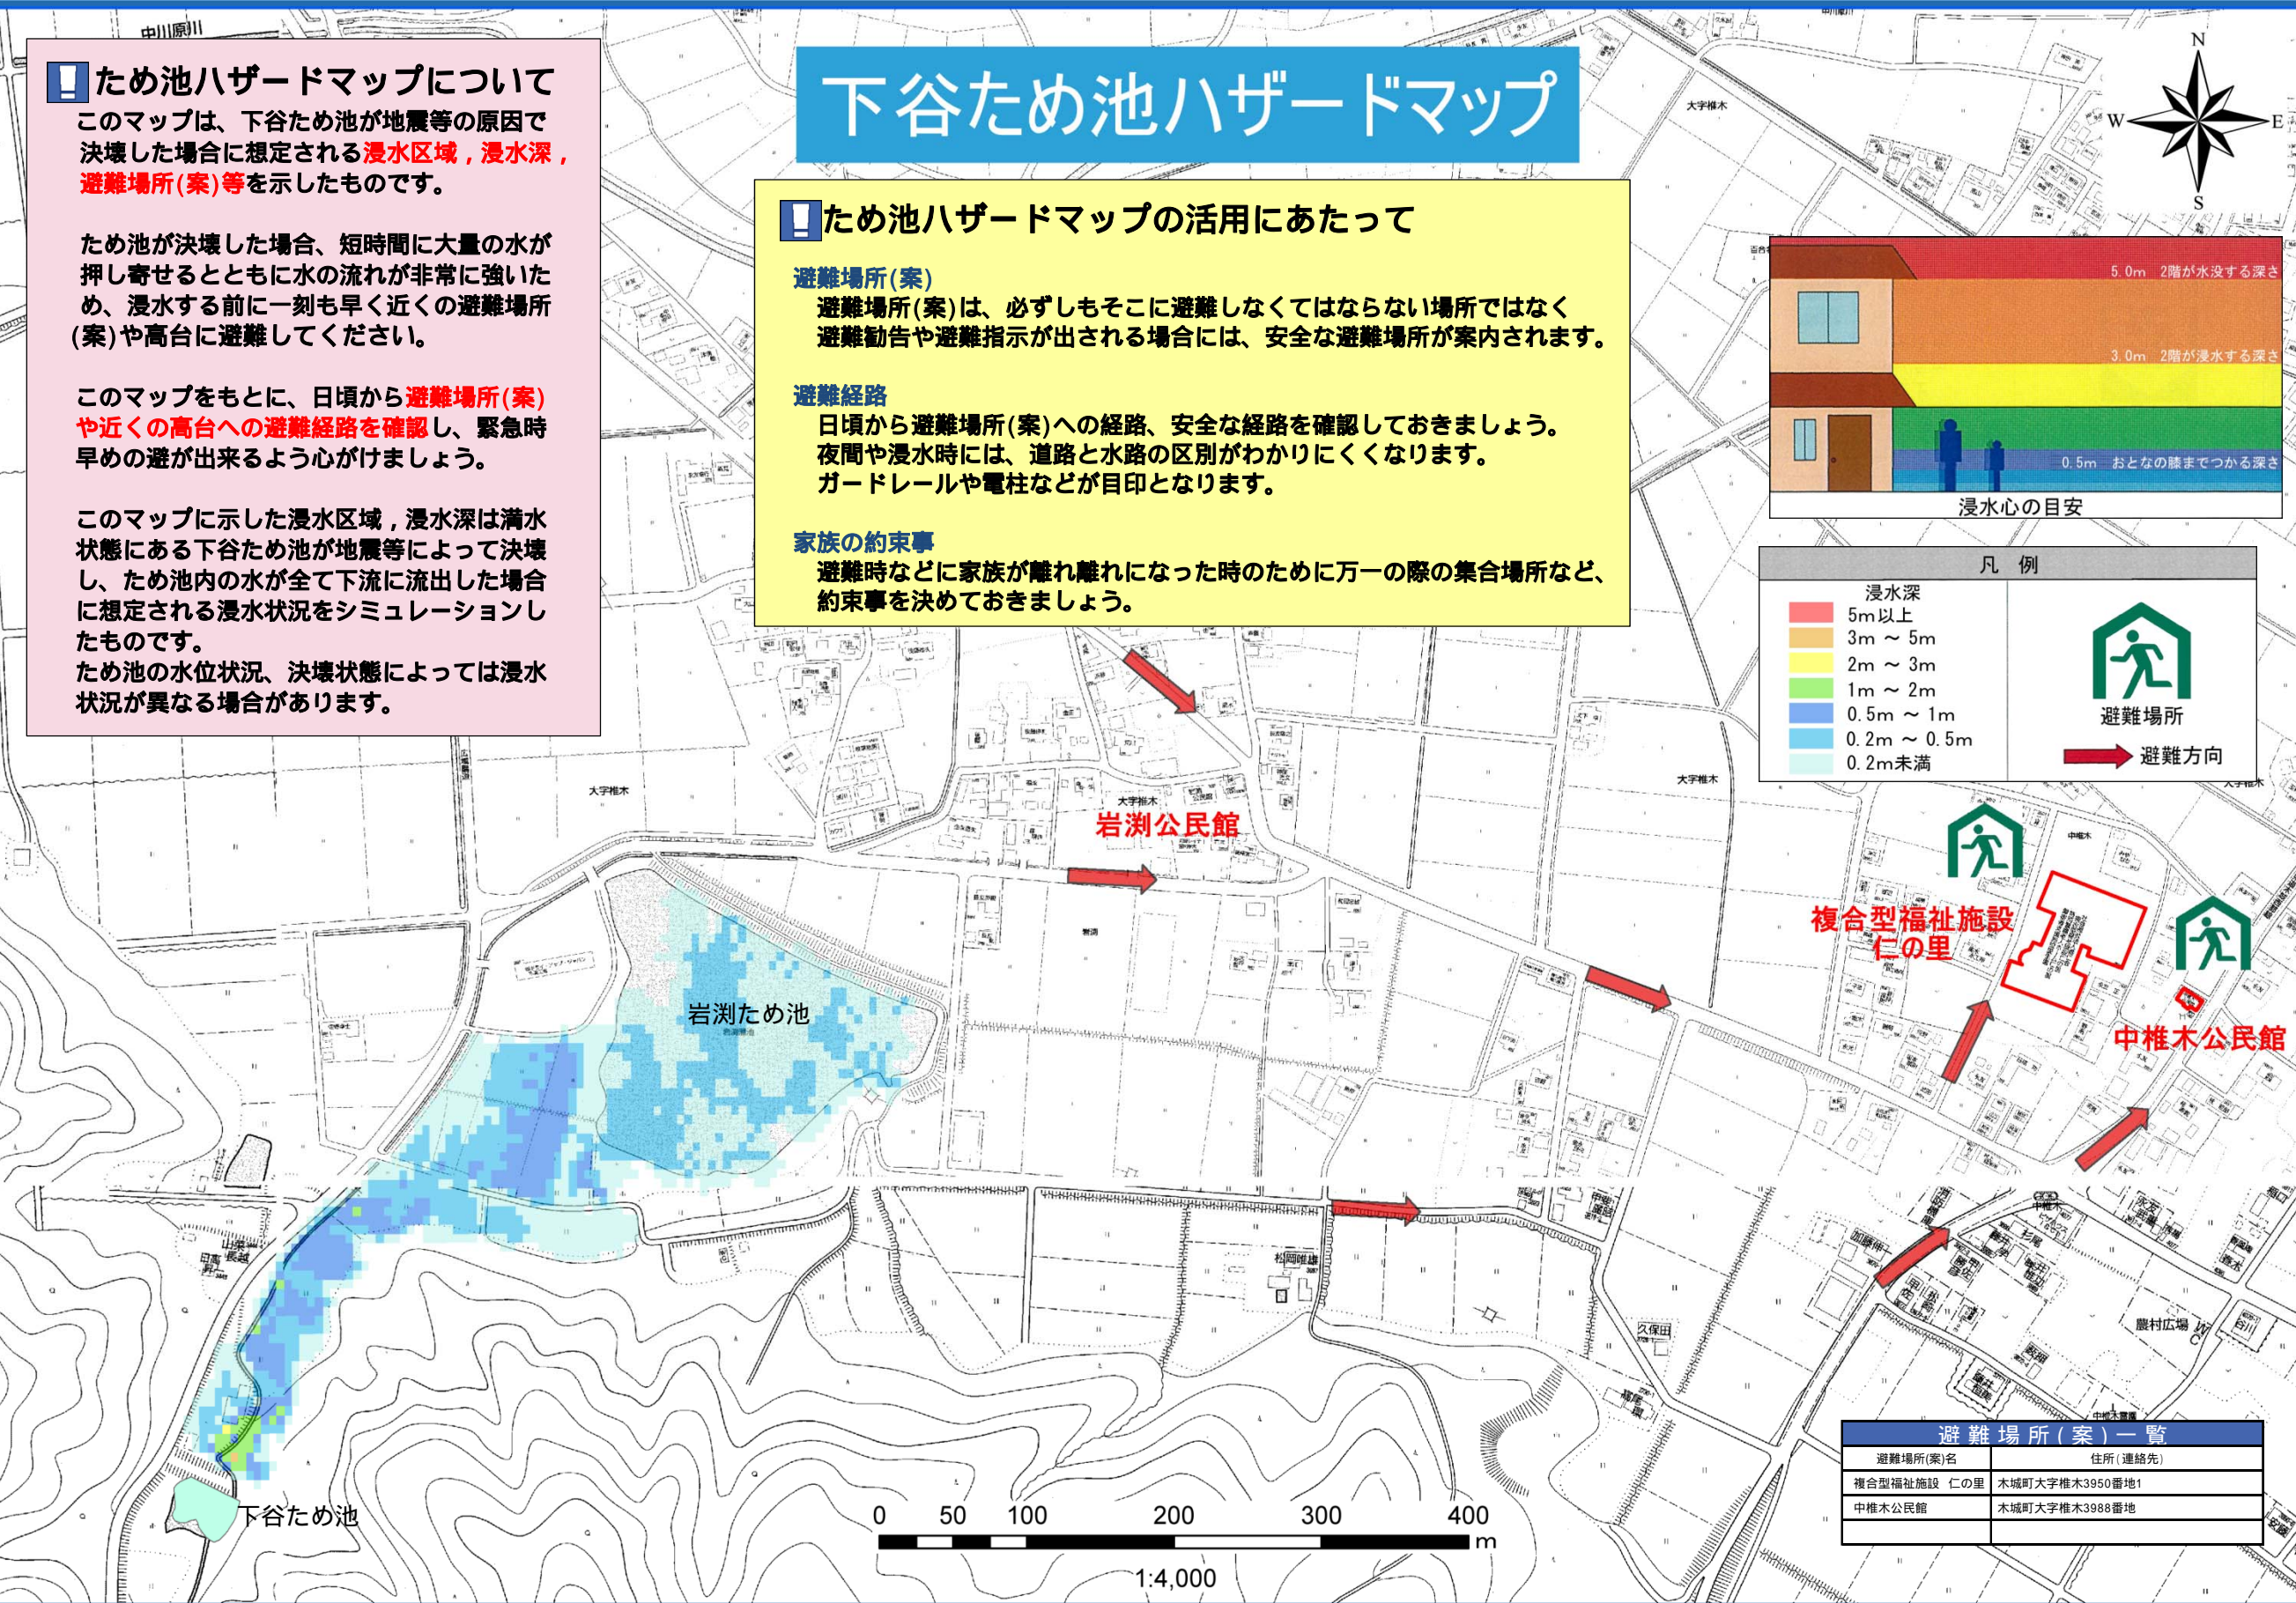 中川原川
ため池ハザードマップについて
このマップは、下谷ため池が地震等の原因で
決壊した場合に想定される浸水区域，浸水深，
避難場所(案)等を示したものです。
ため池が決壊した場合、短時間に大量の水が
押し寄せるとともに水の流れが非常に強いた
め、浸水する前に一刻も早く近くの避難場所
(案)や高台に避難してください。
このマップをもとに、日頃から避難場所(案)
や近くの高台への避難経路を確認し、緊急時
早めの避が出来るよう心がけましょう。
このマップに示した浸水区域，浸水深は満水
状態にある下谷ため池が地震等によって決壊
し、ため池内の水が全て下流に流出した場合
に想定される浸水状況をシミュレーションし
たものです。
ため池の水位状況、決壊状態によっては浸水
状況が異なる場合があります。
下谷ため池ハザードマップ
ため池ハザードマップの活用にあたって
避難場所(案)
避難場所(案)は、必ずしもそこに避難しなくてはならない場所ではなく
避難勧告や避難指示が出される場合には、安全な避難場所が案内されます。
避難経路
日頃から避難場所(案)への経路、安全な経路を確認しておきましょう。
夜間や浸水時には、道路と水路の区別がわかりにくくなります。
ガードレールや電柱などが目印となります。
家族の約束事
避難時などに家族が離れ離れになった時のために万一の際の集合場所など、
約束事を決めておきましょう。
N
W
E
S
大字椎木
5.0m 2階が水没する深さ
3.0m 2階が浸水する深さ
0.5m おとなの膝までつかる深さ
浸水心の目安
凡 例
浸水深
5m以上
3m ～ 5m
2m ～ 3m
1m ～ 2m
0.5m ～ 1m
0.2m ～ 0.5m
0.2m未満
避難場所
避難方向
大字椎木
大字椎木
大字椎木
大字椎木
岩渕公民館
中椎木
複合型福祉施設
仁の里
中椎木公民館
岩渕
岩渕ため池
松岡唯雄
久保田
農村広場
WC
谷川
下谷ため池
0 50 100 200 300 400
m
1:4,000
避難場所(案)一覧
避難場所(案)名 住所(連絡先)
複合型福祉施設 仁の里 木城町大字椎木3950番地1
中椎木公民館 木城町大字椎木3988番地